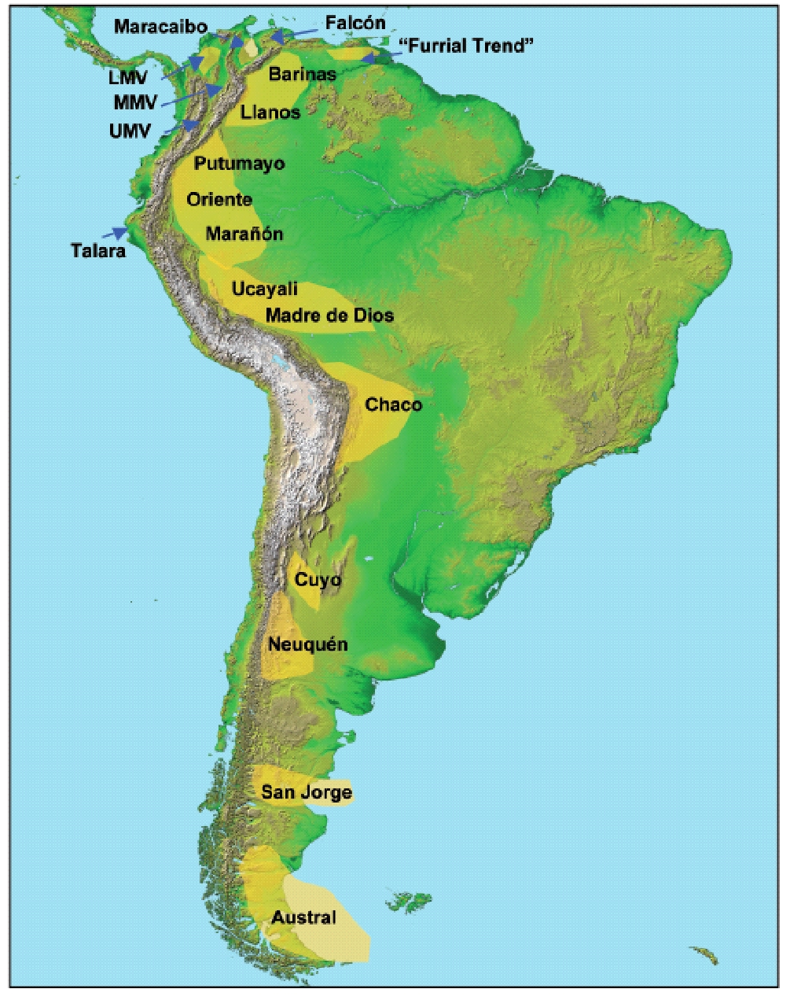 Falcón
Maracaibo
“Furrial Trend”
LMV
Barinas
MMV
Llanos
UMV
Putumayo
Oriente
Marañón
Talara
Ucayali
Madre de Dios
Chaco
Cuyo
Neuquén
San Jorge
Austral